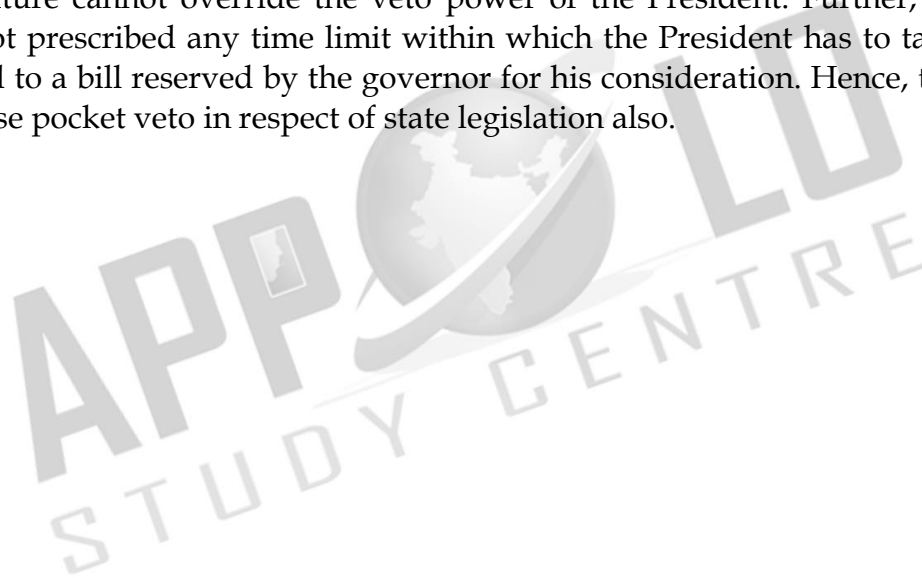 ture cannot override the veto power of the President. Further,
ot prescribed any time limit within which the President has to ta
d to a bill reserved by the governor for his consideration. Hence, t
se pocket veto in respect of state legislation also.
APP LO
STUDY CENTRE